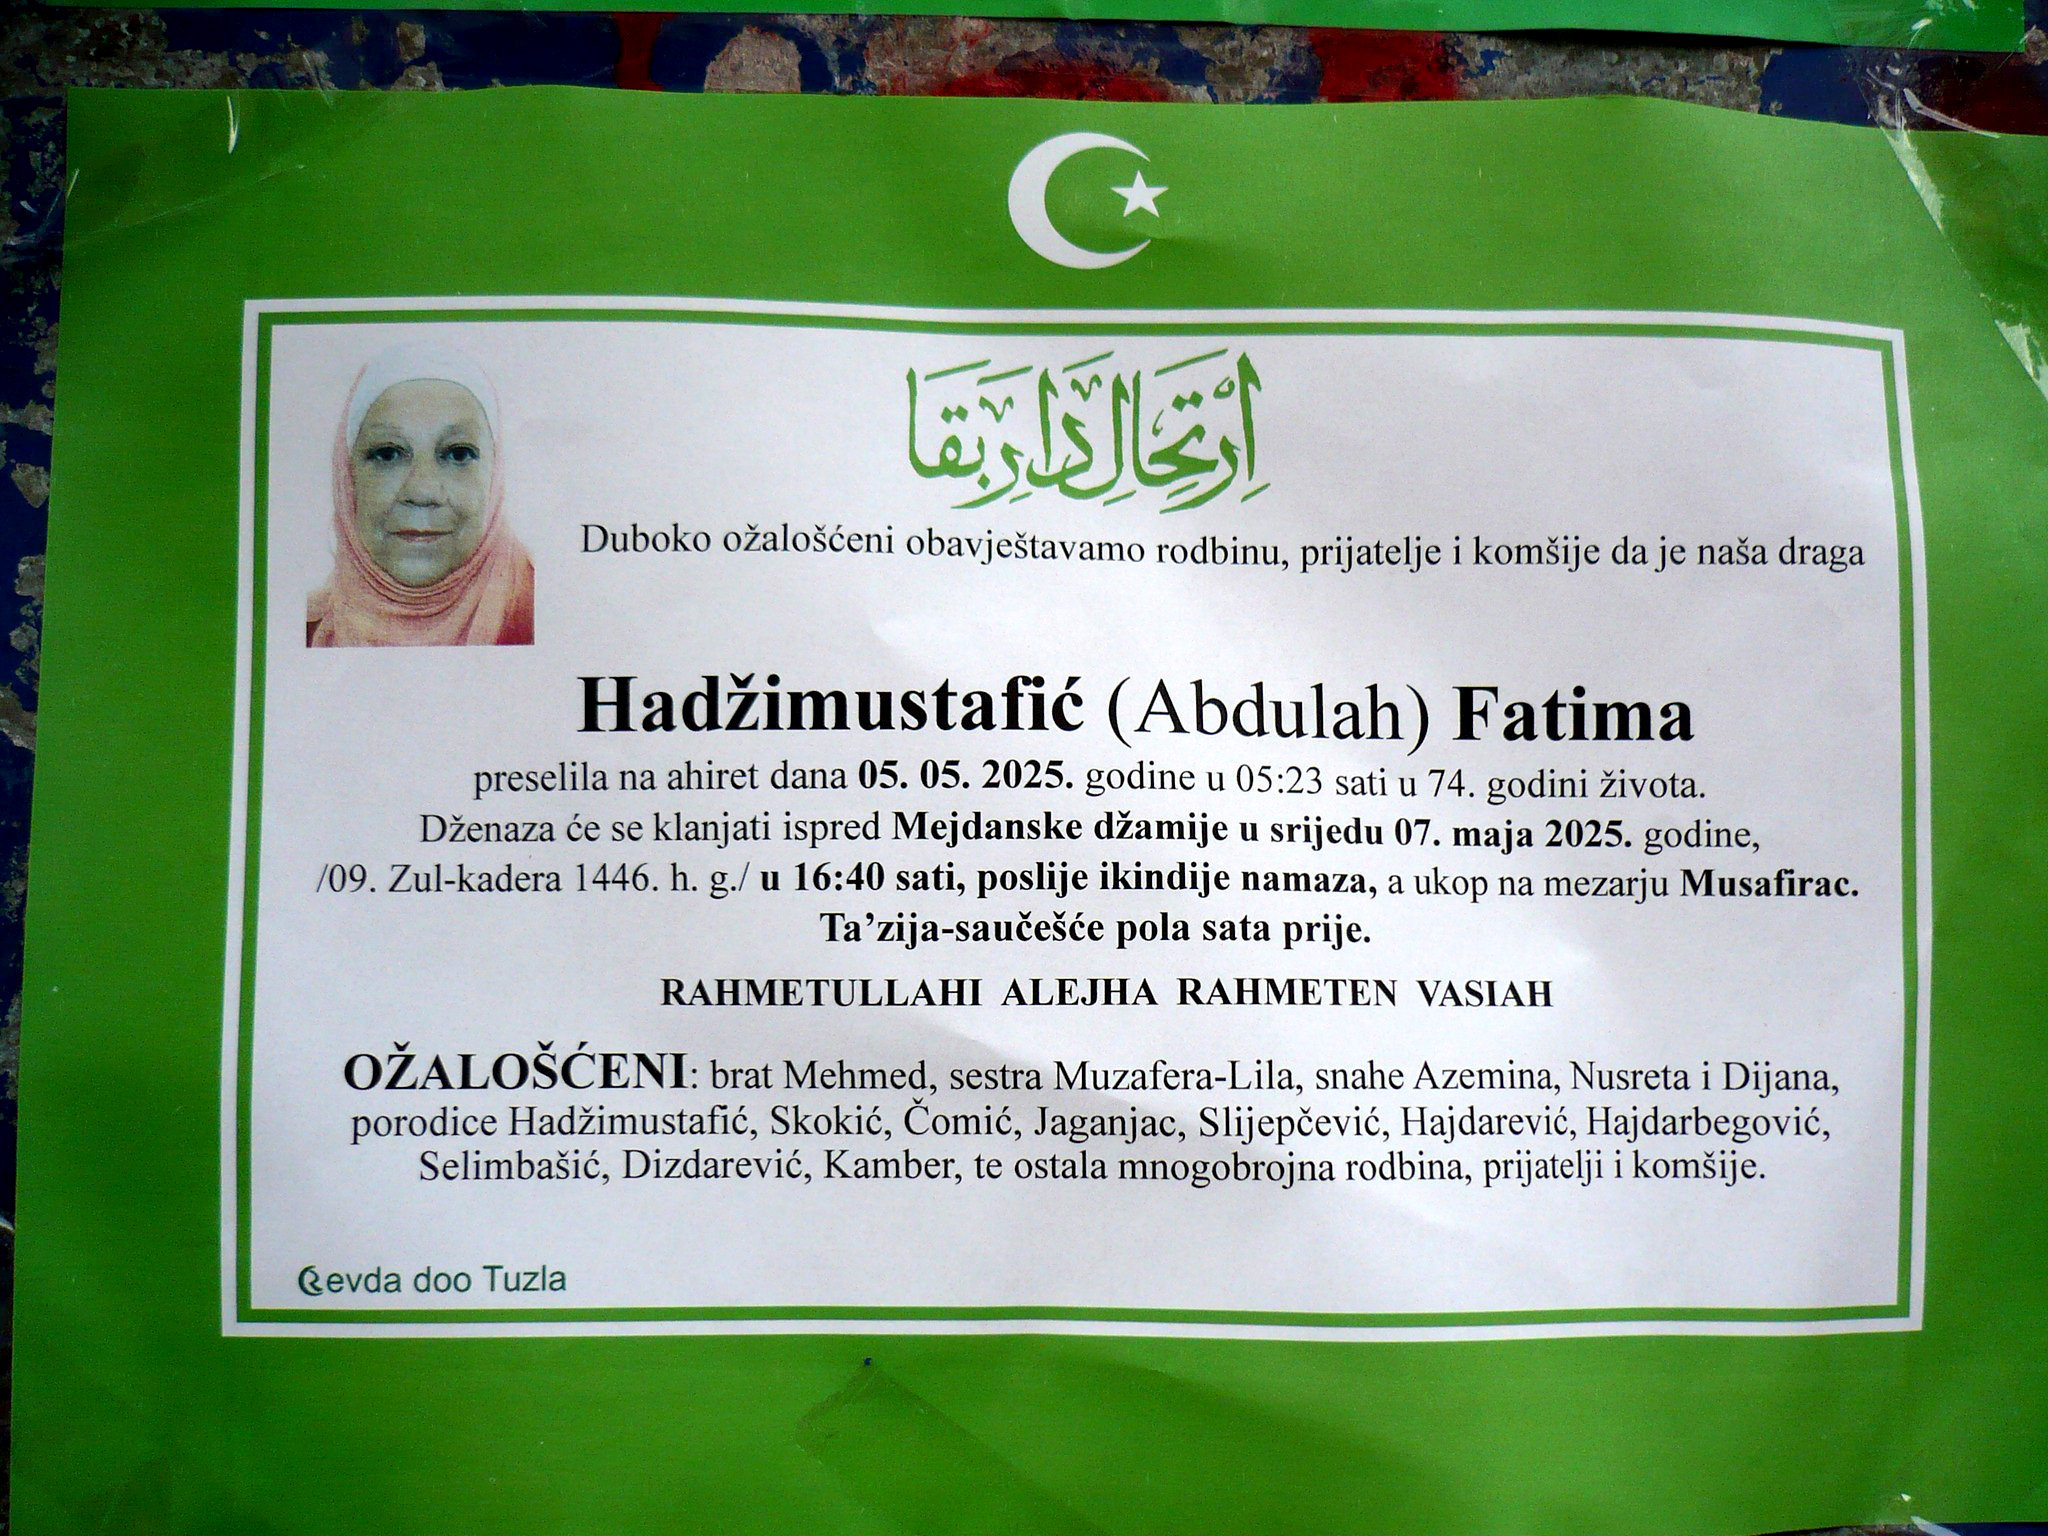 اِرْتِحَالِ دَارِ بَقَا
Duboko ožalošćeni obavještavamo rodbinu, prijatelje i komšije da je naša draga
Hadžimustafić (Abdulah) Fatima
preselila na ahiret dana 05. 05. 2025. godine u 05:23 sati u 74. godini života.
Dženaza će se klanjati ispred Mejdanske džamije u srijedu 07. maja 2025. godine,
/09. Zul-kadera 1446. h. g./ u 16:40 sati, poslije ikindije namaza, a ukop na mezarju Musafirac.
Ta’zija-saučešće pola sata prije.
RAHMETULLAHI ALEJHA RAHMETEN VASIAH
OŽALOŠĆENI: brat Mehmed, sestra Muzafera-Lila, snahe Azemina, Nusreta i Dijana,
porodice Hadžimustafić, Skokić, Čomić, Jaganjac, Slijepčević, Hajdarević, Hajdarbegović,
Selimbašić, Dizdarević, Kamber, te ostala mnogobrojna rodbina, prijatelji i komšije.
Revda doo Tuzla